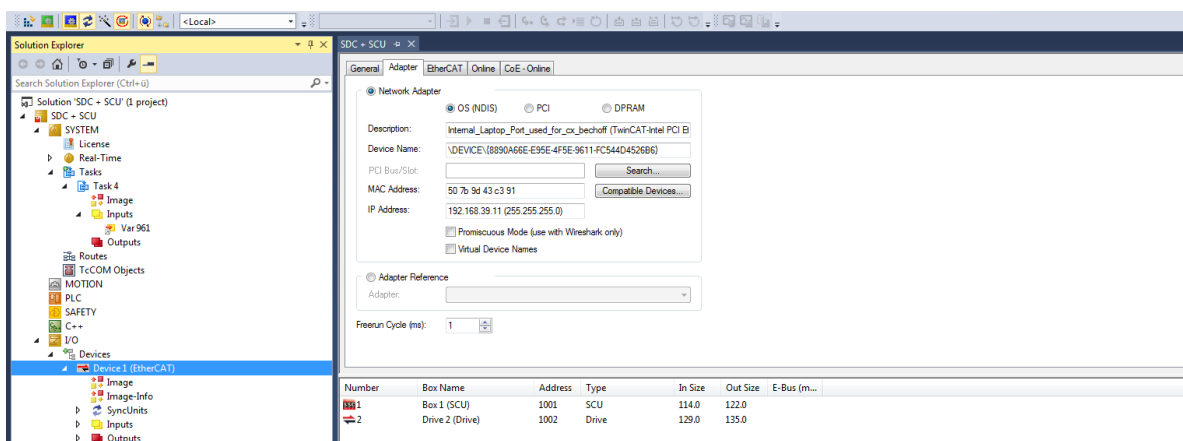 <Local>
Solution Explorer
Search Solution Explorer (Ctrl+ü)
Solution 'SDC + SCU' (1 project)
SDC + SCU
SYSTEM
License
Real-Time
Tasks
Task 4
Image
Inputs
Var 961
Outputs
Routes
TcCOM Objects
MOTION
PLC
SAFETY
C++
I/O
Devices
Device 1 (EtherCAT)
Image
Image-Info
SyncUnits
Inputs
Outputs
SDC + SCU
General Adapter EtherCAT Online CoE - Online
Network Adapter
OS (NDIS) PCI DPRAM
Description: Internal_Laptop_Port_used_for_cx_bechoff (TwinCAT-Intel PCI Et
Device Name: \DEVICE\{8890A66E-E95E-4F5E-9611-FC544D4526B6}
PCI Bus/Slot: Search...
MAC Address: 50 7b 9d 43 c3 91 Compatible Devices...
IP Address: 192.168.39.11 (255.255.255.0)
Promiscuous Mode (use with Wireshark only)
Virtual Device Names
Adapter Reference
Adapter:
Freerun Cycle (ms): 1
Number Box Name Address Type In Size Out Size E-Bus (m...
1 Box 1 (SCU) 1001 SCU 114.0 122.0
2 Drive 2 (Drive) 1002 Drive 129.0 135.0